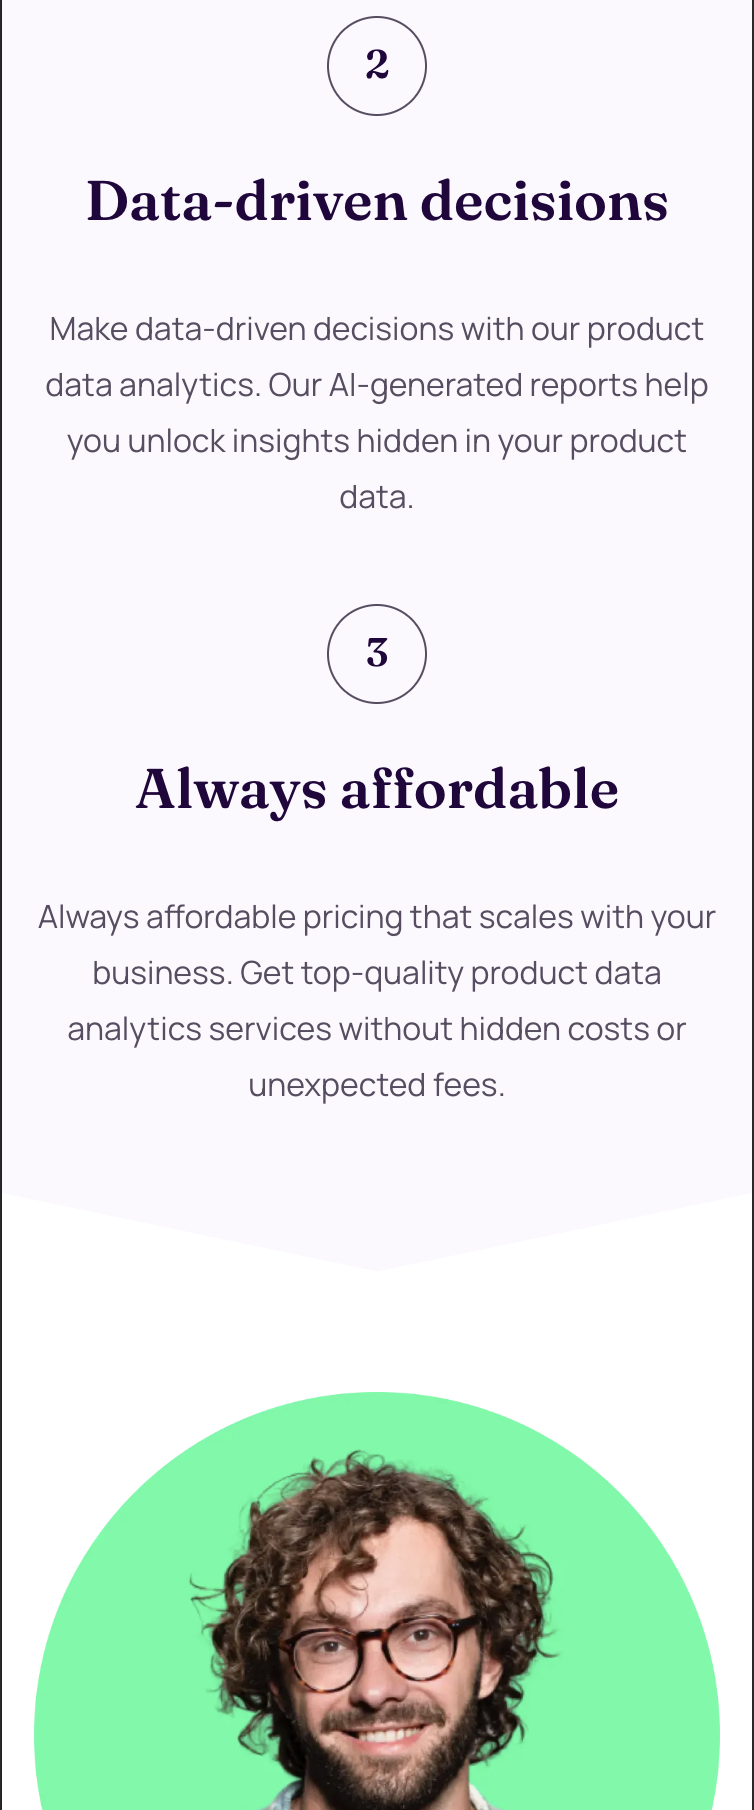 2
Data-driven decisions
Make data-driven decisions with our product
data analytics. Our AI-generated reports help
you unlock insights hidden in your product
data.
3
Always affordable
Always affordable pricing that scales with your
business. Get top-quality product data
analytics services without hidden costs or
unexpected fees.